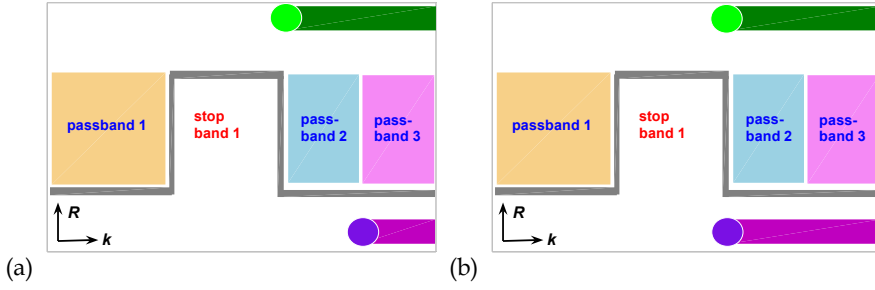 passband 1
stop
band 1
pass-
band 2
pass-
band 3
R
k
(a)
passband 1
stop
band 1
pass-
band 2
pass-
band 3
R
k
(b)